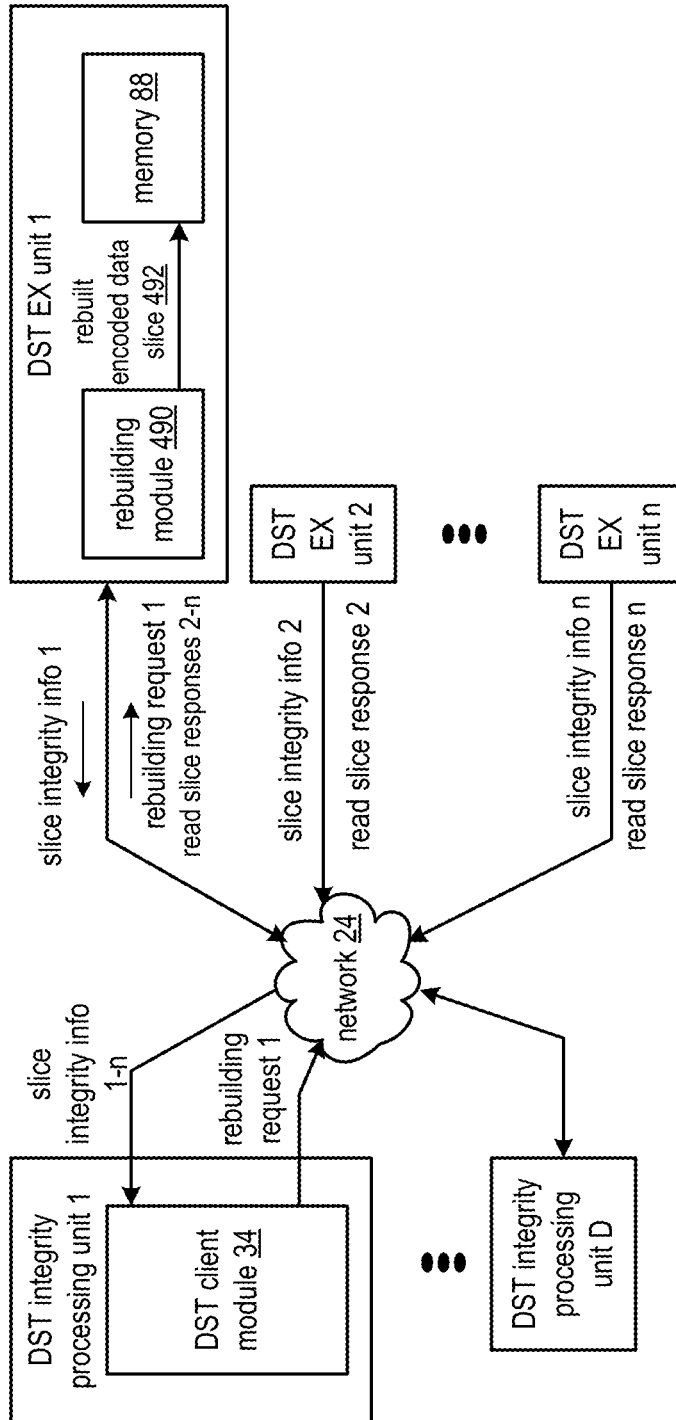 DST integrity
processing unit 1
DST client
module 34
DST integrity
processing
unit D
slice
integrity info
1-n
rebuilding
request 1
network 24
slice integrity info 1
rebuilding request 1
read slice responses 2-n
slice integrity info 2
read slice response 2
slice integrity info n
read slice response n
DST EX unit 1
rebuilding
module 490
rebuilt
encoded data
slice 492
memory 88
DST
EX
unit 2
DST
EX
unit n